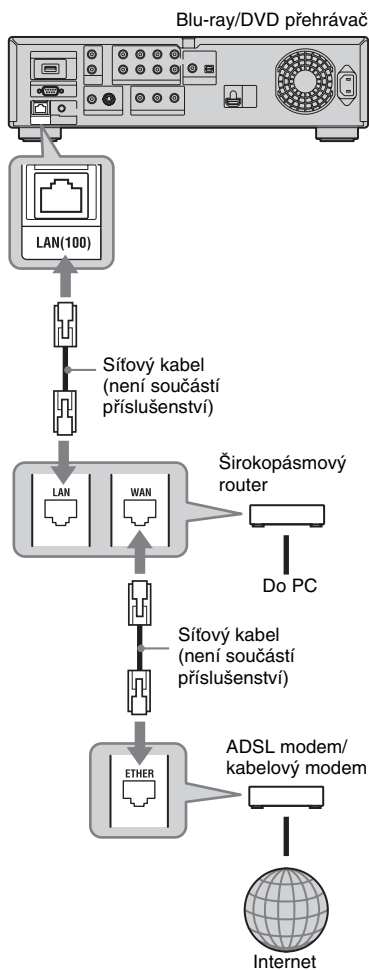 Blu-ray/DVD přehrávač
LAN(100)
Síťový kabel
(není součástí
příslušenství)
Širokopásmový
router
LAN
WAN
Do PC
Síťový kabel
(není součástí
příslušenství)
ADSL modem/
kabelový modem
ETHER
Internet